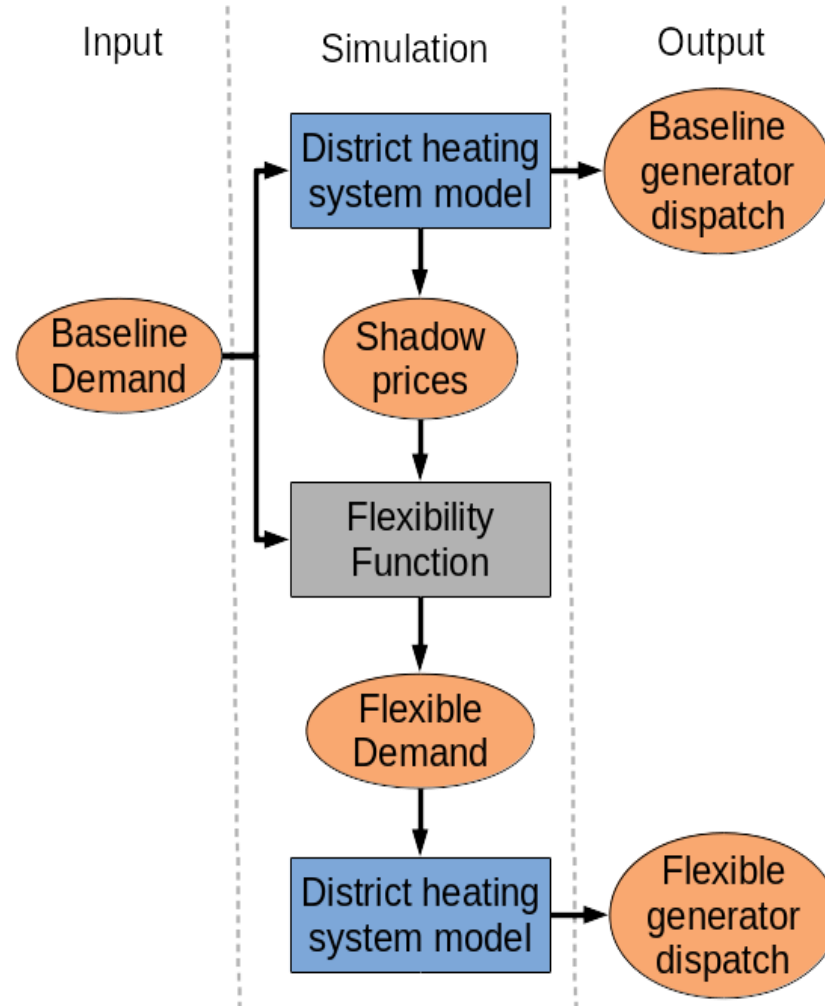 Input
Simulation
Output
District heating
system model
Baseline
generator
dispatch
Baseline
Demand
Shadow
prices
Flexibility
Function
Flexible
Demand
District heating
system model
Flexible
generator
dispatch